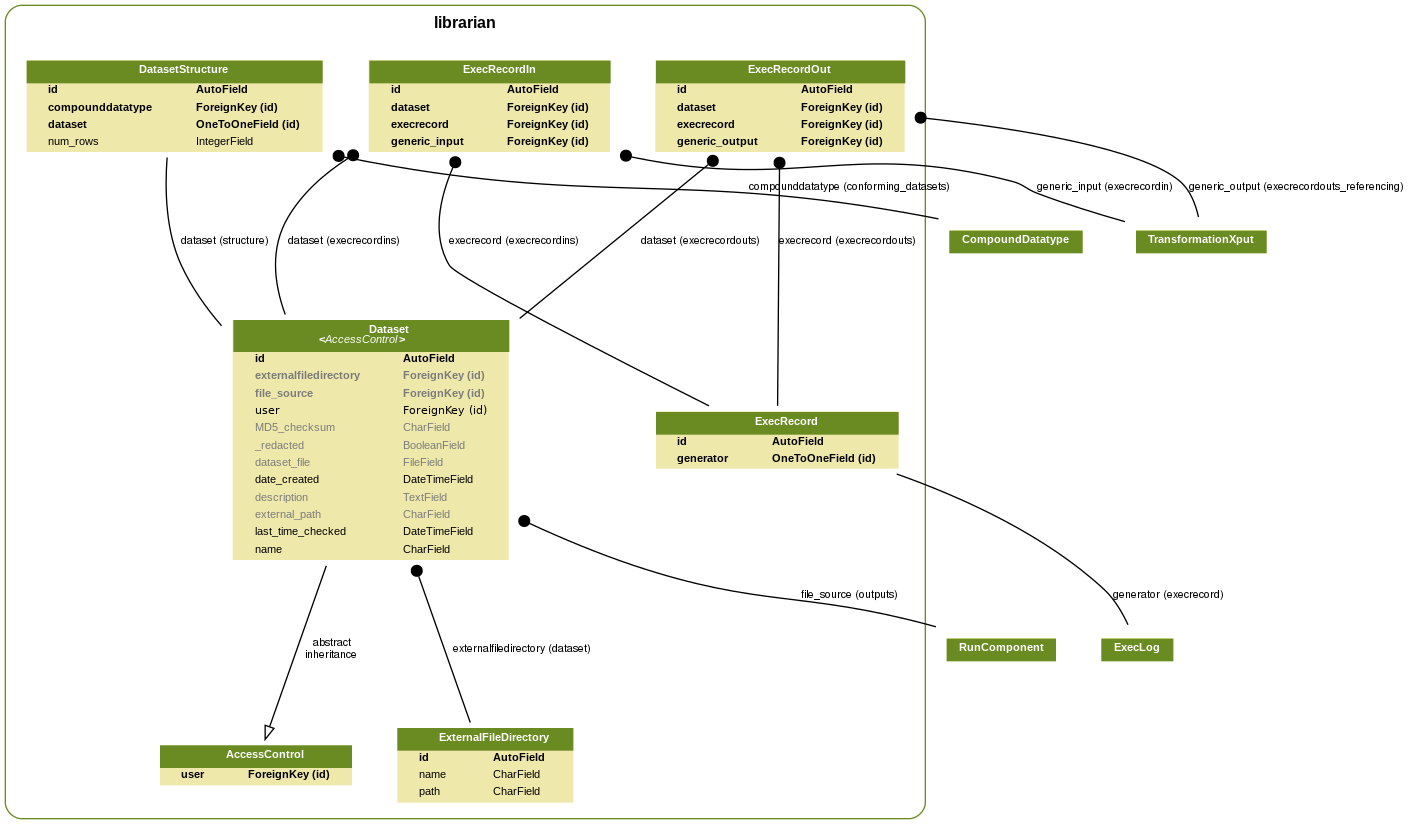 librarian
DatasetStructure
id AutoField
compounddatatype ForeignKey (id)
dataset OneToOneField (id)
num_rows IntegerField
ExecRecordIn
id AutoField
dataset ForeignKey (id)
execrecord ForeignKey (id)
generic_input ForeignKey (id)
ExecRecordOut
id AutoField
dataset ForeignKey (id)
execrecord ForeignKey (id)
generic_output ForeignKey (id)
compounddatatype (conforming_datasets)
generic_input (execrecordin)
generic_output (execrecordouts_referencing)
dataset (structure)
dataset (execrecordins)
execrecord (execrecordins)
dataset (execrecordouts)
execrecord (execrecordouts)
CompoundDatatype
TransformationXput
Dataset
<AccessControl>
id AutoField
externalfiledirectory ForeignKey (id)
file_source ForeignKey (id)
user ForeignKey (id)
MD5_checksum CharField
_redacted BooleanField
dataset_file FileField
date_created DateTimeField
description TextField
external_path CharField
last_time_checked DateTimeField
name CharField
ExecRecord
id AutoField
generator OneToOneField (id)
file_source (outputs)
generator (execrecord)
abstract
inheritance
externalfiledirectory (dataset)
RunComponent
ExecLog
AccessControl
user ForeignKey (id)
ExternalFileDirectory
id AutoField
name CharField
path CharField